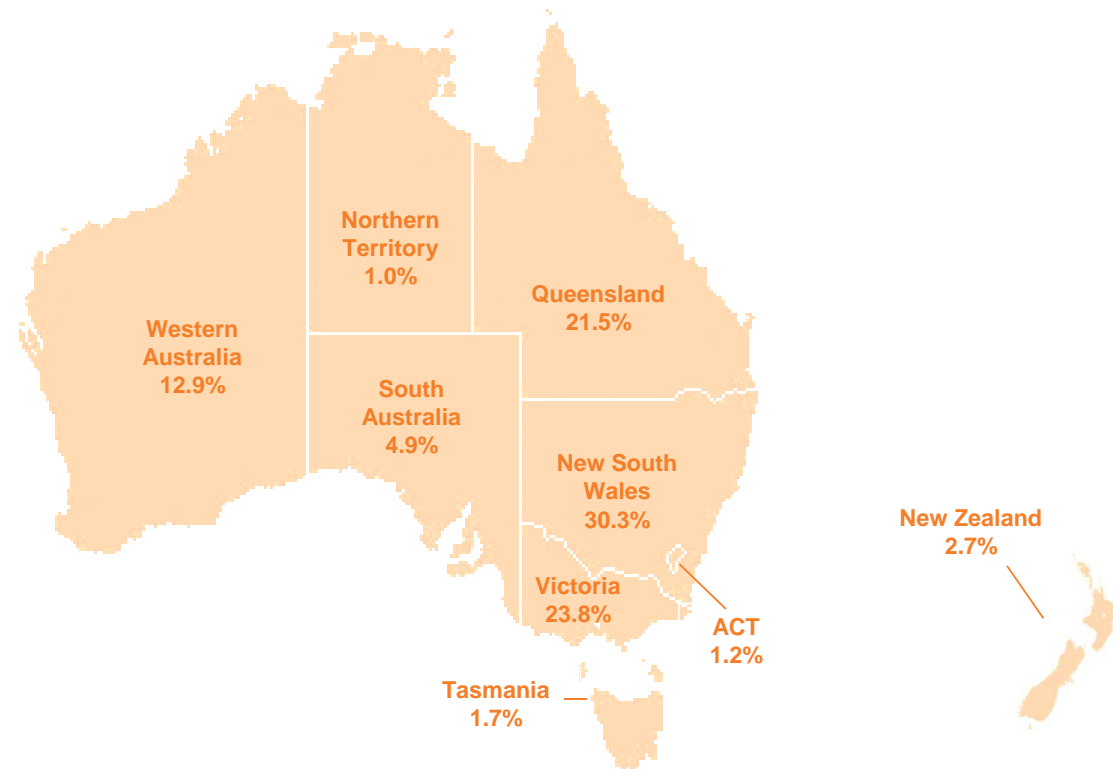 Northern
Territory
1.0%
Queensland
21.5%
Western
Australia
12.9%
South
Australia
4.9%
New South
Wales
30.3%
New Zealand
2.7%
Victoria
23.8%
ACT
1.2%
Tasmania
1.7%